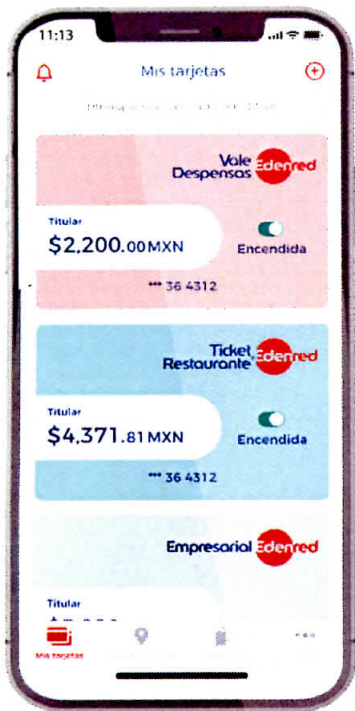 11:13
Mis tarjetas
Vale
Despensas
Edenred
Titular
$2,200.00 MXN
Encendida
*** 36 4312
Ticket
Restaurante
Edenred
Titular
$4,371.81 MXN
Encendida
*** 36 4312
Empresarial Edenred
Titular
Mis tarjetas